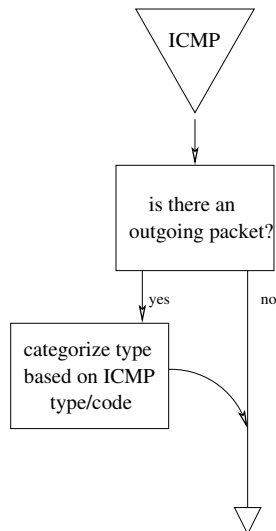 ICMP
is there an
outgoing packet?
yes
no
categorize type
based on ICMP
type/code